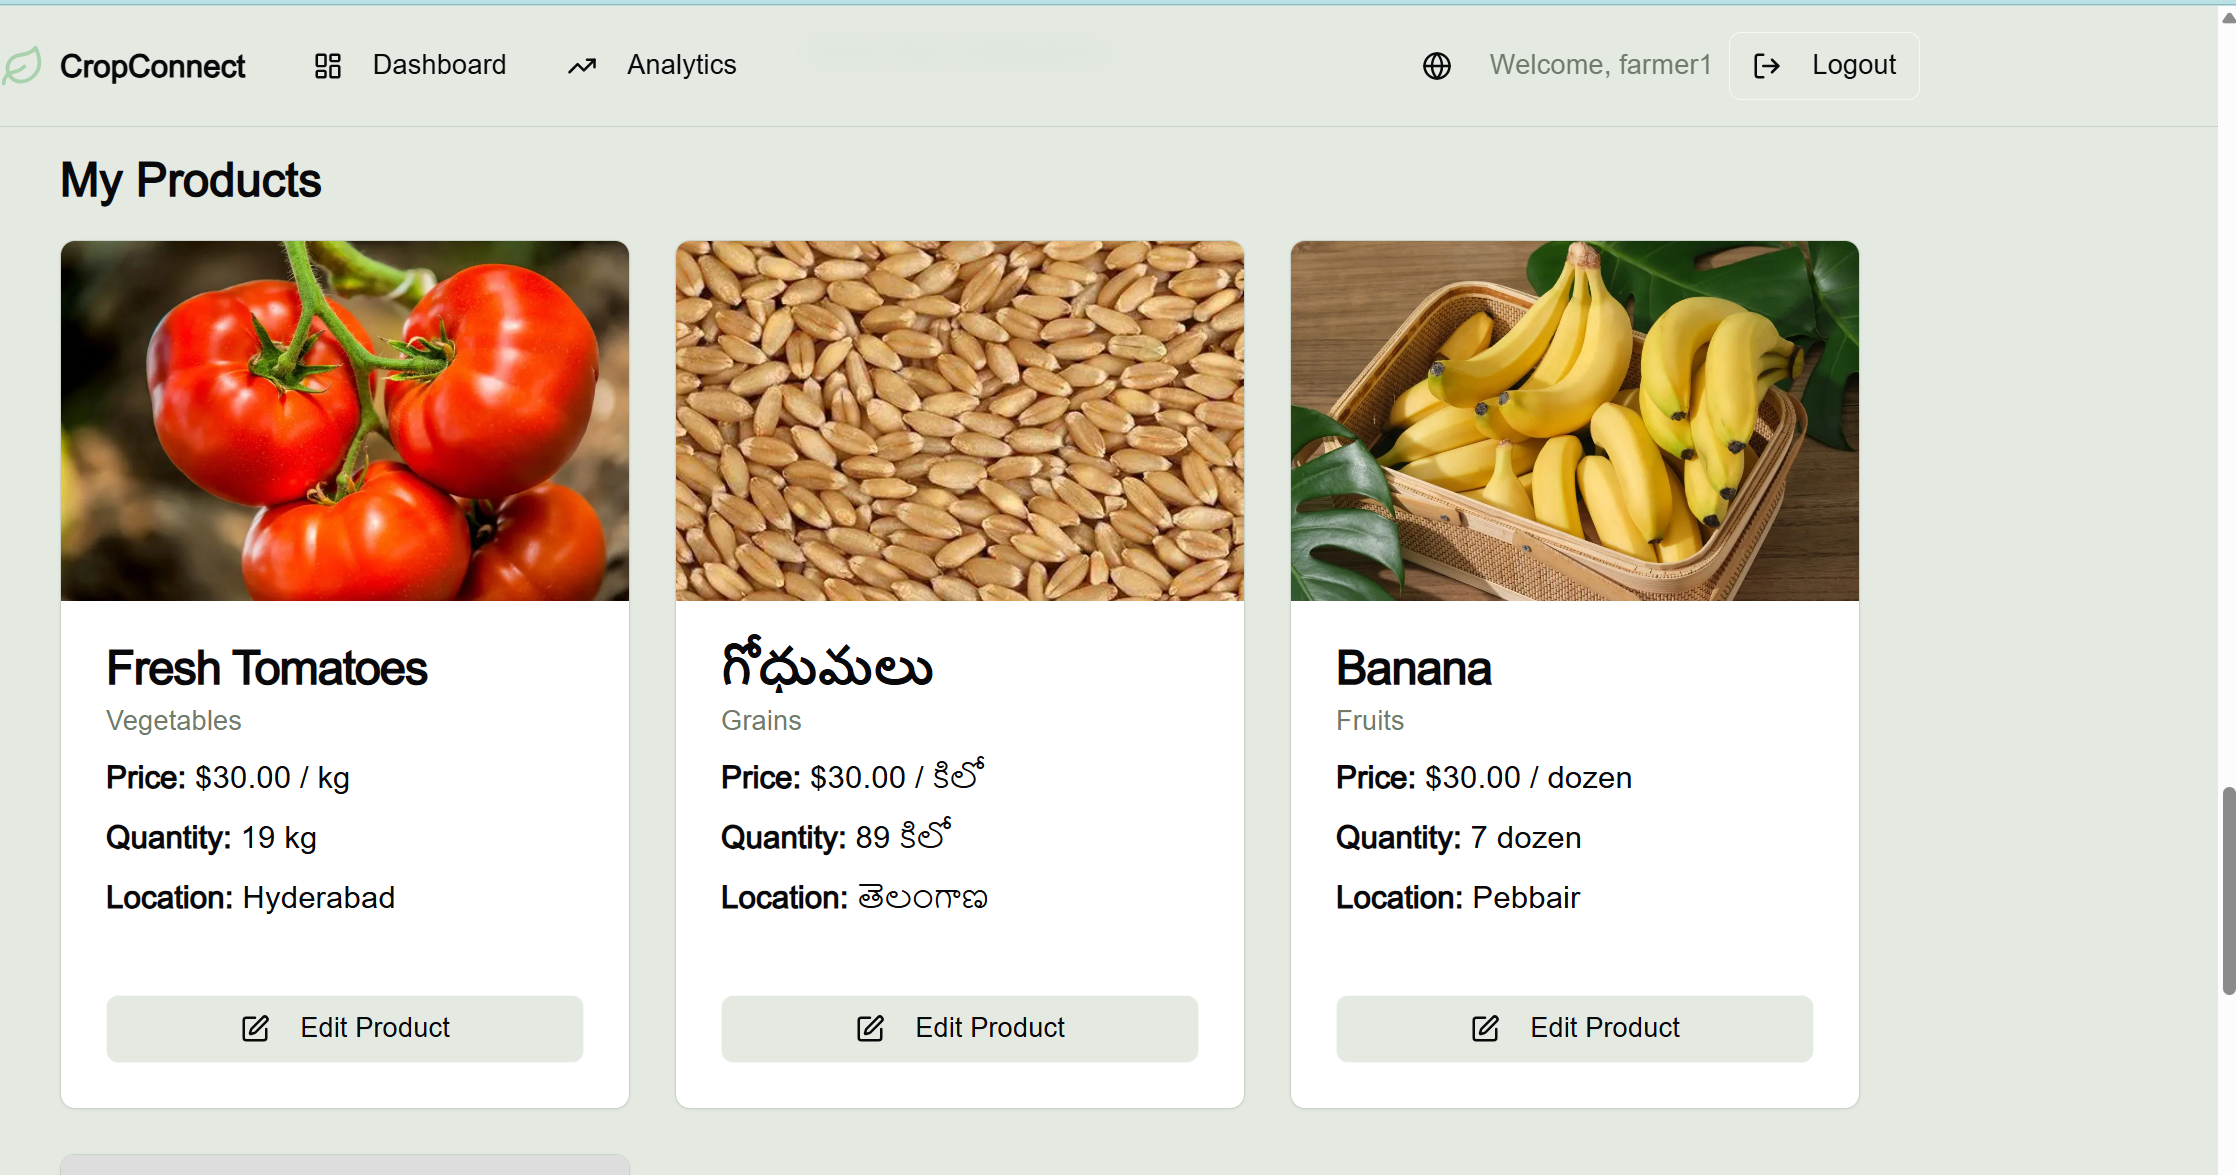 CropConnect Dashboard Analytics Welcome, farmer1 Logout
My Products
Fresh Tomatoes
Vegetables
Price: $30.00 / kg
Quantity: 19 kg
Location: Hyderabad
Edit Product
గోధుమలు
Grains
Price: $30.00 / కిలో
Quantity: 89 కిలో
Location: తెలంగాణ
Edit Product
Banana
Fruits
Price: $30.00 / dozen
Quantity: 7 dozen
Location: Pebbair
Edit Product